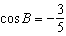 cos B = −3/5